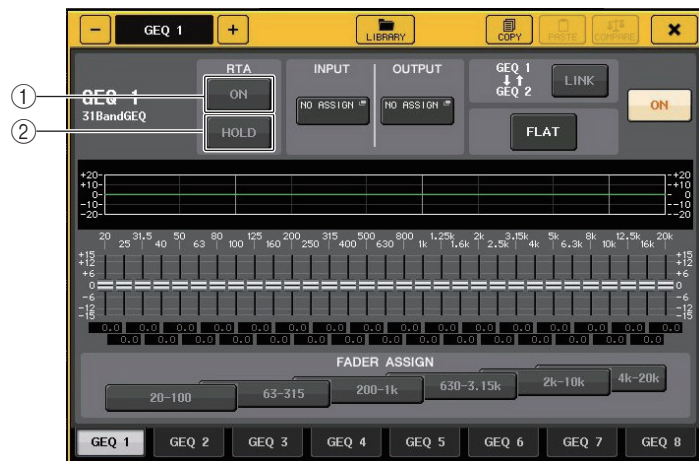 − GEQ 1 + LIBRARY COPY PASTE COMPARE ×
RTA INPUT OUTPUT GEQ 1 ↓↑ GEQ 2 LINK
① ON
GEQ 1
31BandGEQ
NO ASSIGN NO ASSIGN ON
② HOLD FLAT
+20 +20
+10 +10
0 0
-10 -10
-20 -20
20 31.5 50 80 125 200 315 500 800 1.25k 2k 3.15k 5k 8k 12.5k 20k
25 40 63 100 160 250 400 630 1k 1.6k 2.5k 4k 6.3k 10k 16k
+15 +15
+12 +12
+6 +6
0 0
-6 -6
-12 -12
-15 -15
0.0 0.0 0.0 0.0 0.0 0.0 0.0 0.0 0.0 0.0 0.0 0.0 0.0 0.0 0.0 0.0
0.0 0.0 0.0 0.0 0.0 0.0 0.0 0.0 0.0 0.0 0.0 0.0 0.0 0.0 0.0
FADER ASSIGN
20-100 63-315 200-1k 630-3.15k 2k-10k 4k-20k
GEQ 1 GEQ 2 GEQ 3 GEQ 4 GEQ 5 GEQ 6 GEQ 7 GEQ 8